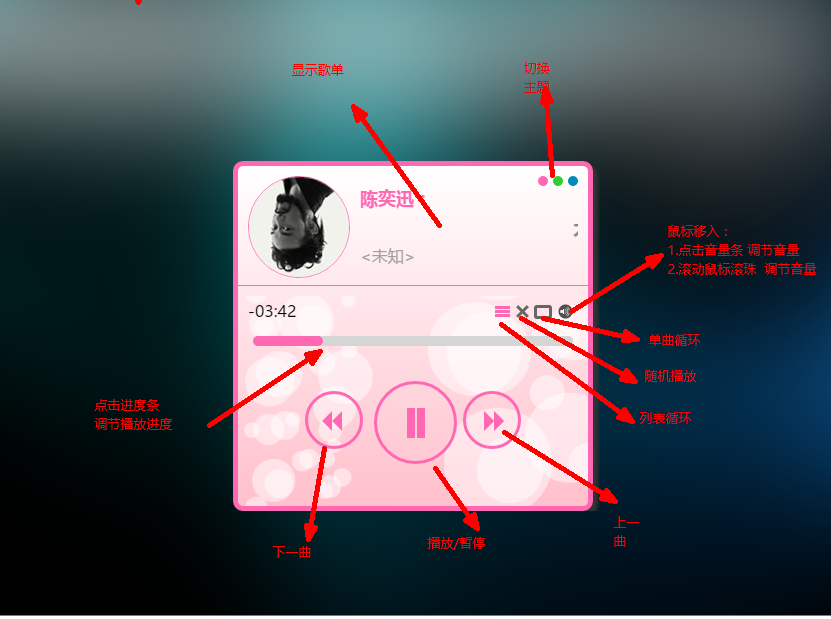 显示歌单
切换
主题
陈奕迅
<未知>
鼠标移入：
1.点击音量条 调节音量
2.滚动鼠标滚珠 调节音量
-03:42
单曲循环
随机播放
列表循环
点击进度条
调节播放进度
上一
曲
下一曲
播放/暂停